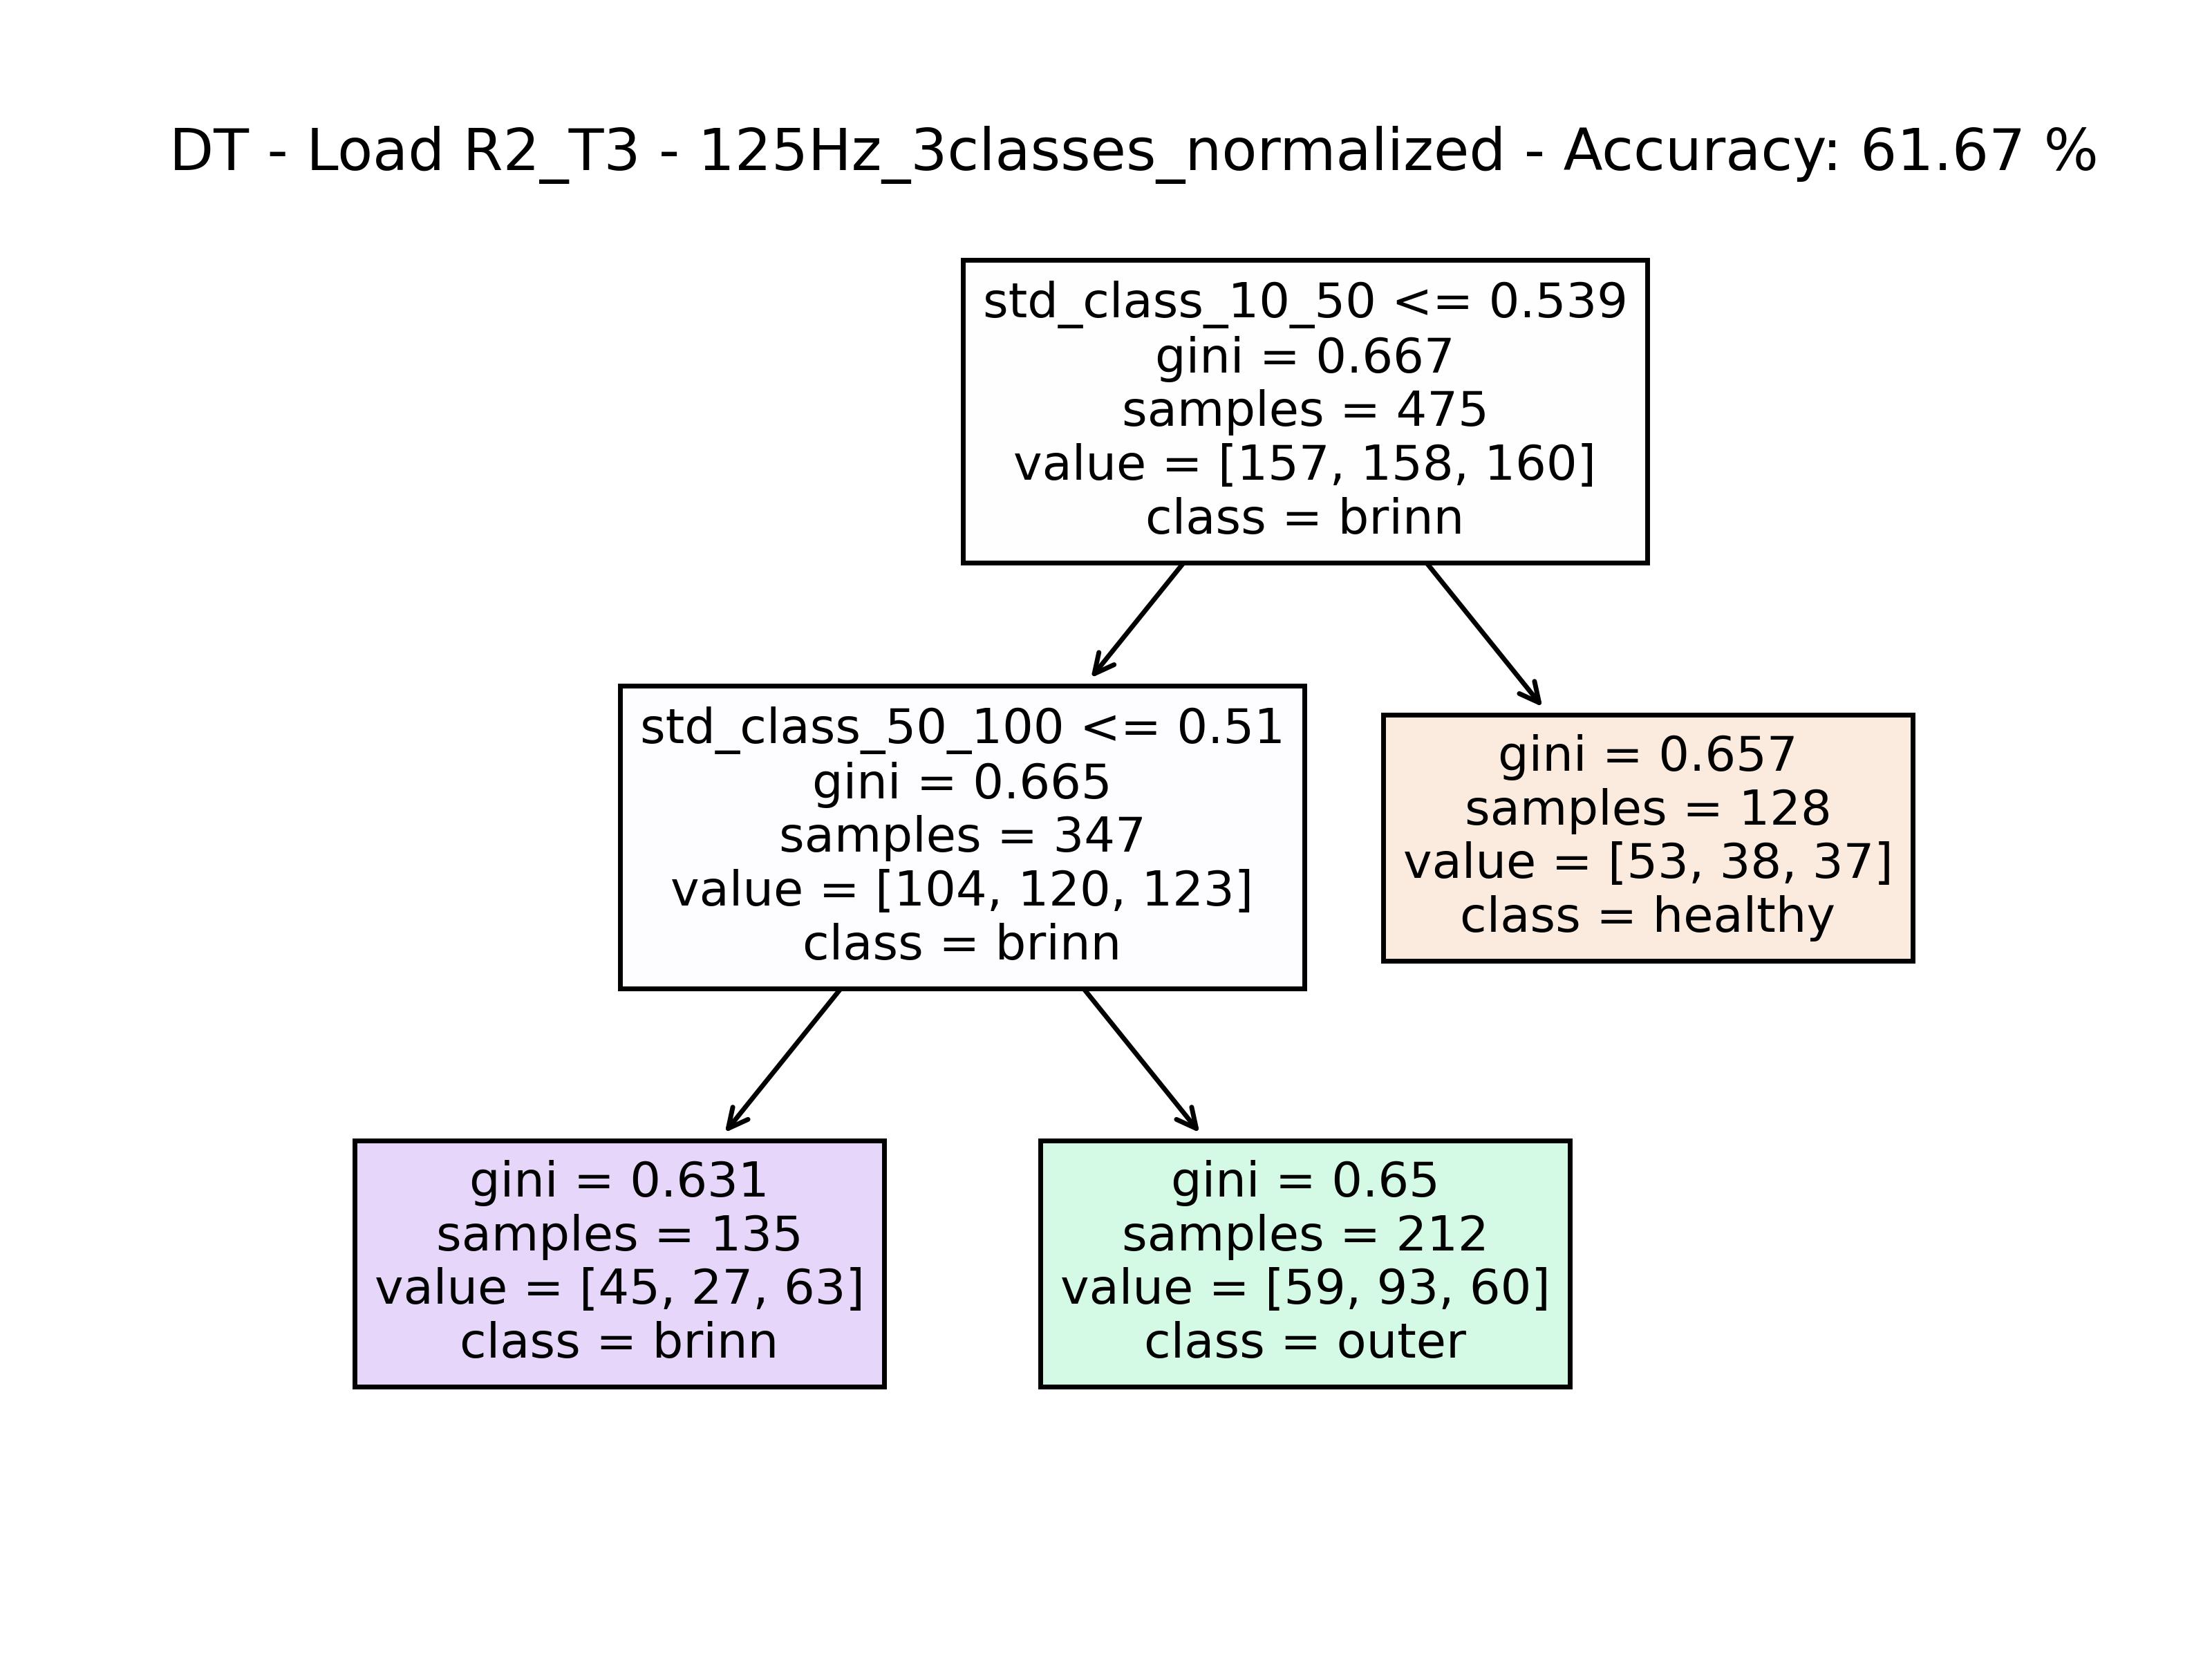 DT - Load R2_T3 - 125Hz_3classes_normalized - Accuracy: 61.67 %
std_class_10_50 <= 0.539
gini = 0.667
samples = 475
value = [157, 158, 160]
class = brinn
std_class_50_100 <= 0.51
gini = 0.665
samples = 347
value = [104, 120, 123]
class = brinn
gini = 0.657
samples = 128
value = [53, 38, 37]
class = healthy
gini = 0.631
samples = 135
value = [45, 27, 63]
class = brinn
gini = 0.65
samples = 212
value = [59, 93, 60]
class = outer